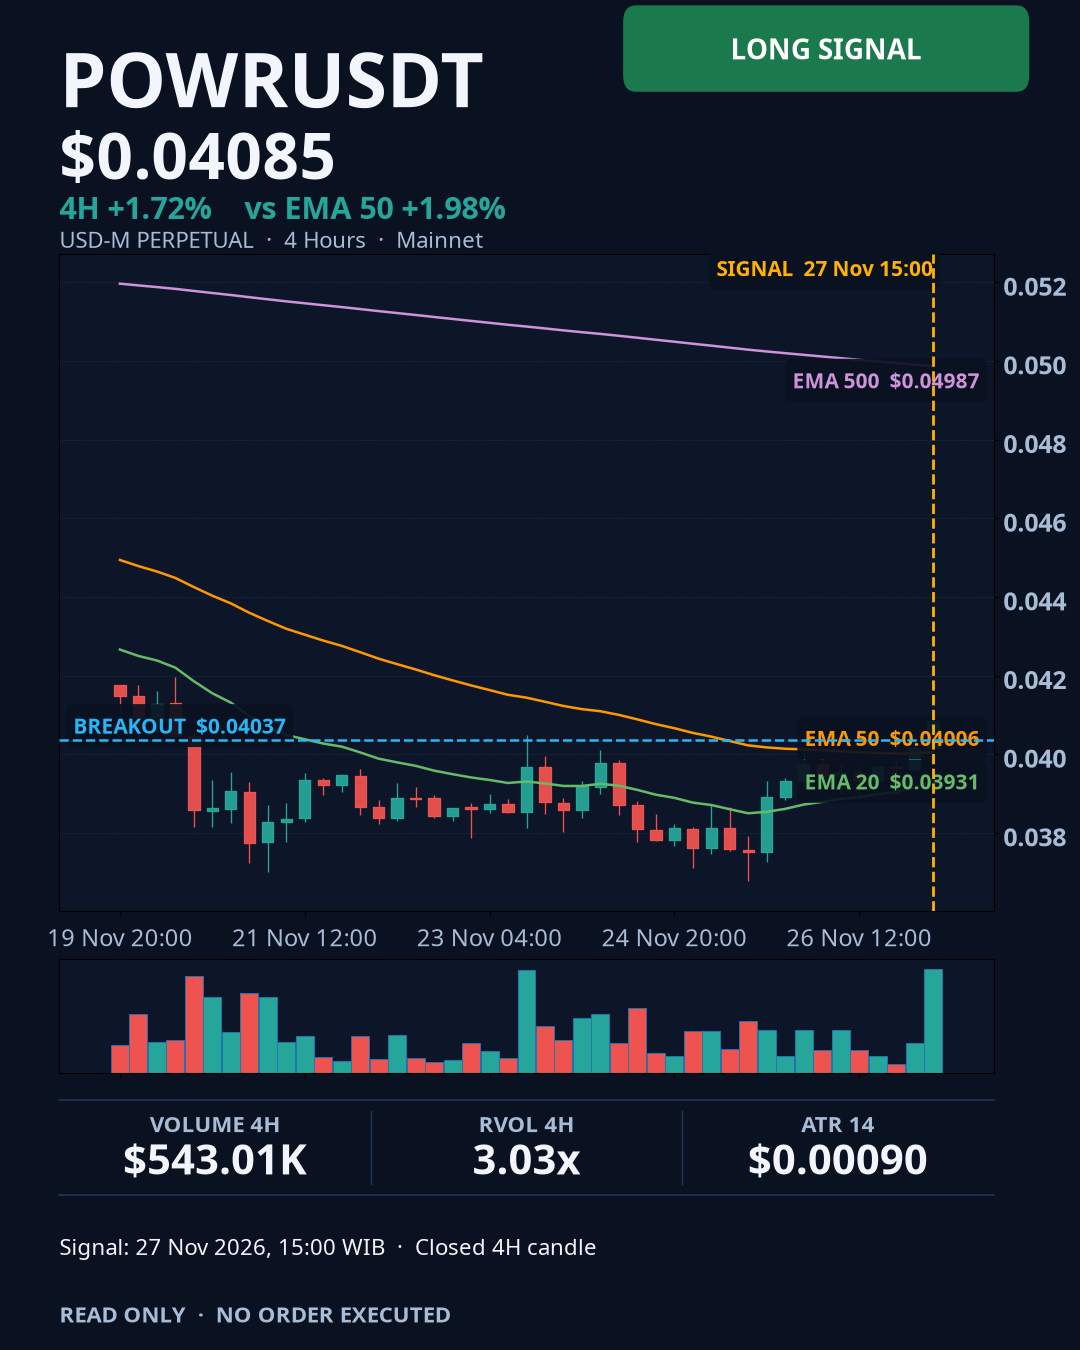 LONG SIGNAL
POWRUSDT
$0.04085
4H +1.72% vs EMA 50 +1.98%
USD-M PERPETUAL · 4 Hours · Mainnet
SIGNAL 27 Nov 15:00
0.052
0.050
EMA 500 $0.04987
0.048
0.046
0.044
0.042
BREAKOUT $0.04037
EMA 50 $0.04006
0.040
EMA 20 $0.03931
0.038
19 Nov 20:00 21 Nov 12:00 23 Nov 04:00 24 Nov 20:00 26 Nov 12:00
VOLUME 4H RVOL 4H ATR 14
$543.01K 3.03x $0.00090
Signal: 27 Nov 2026, 15:00 WIB · Closed 4H candle
READ ONLY · NO ORDER EXECUTED